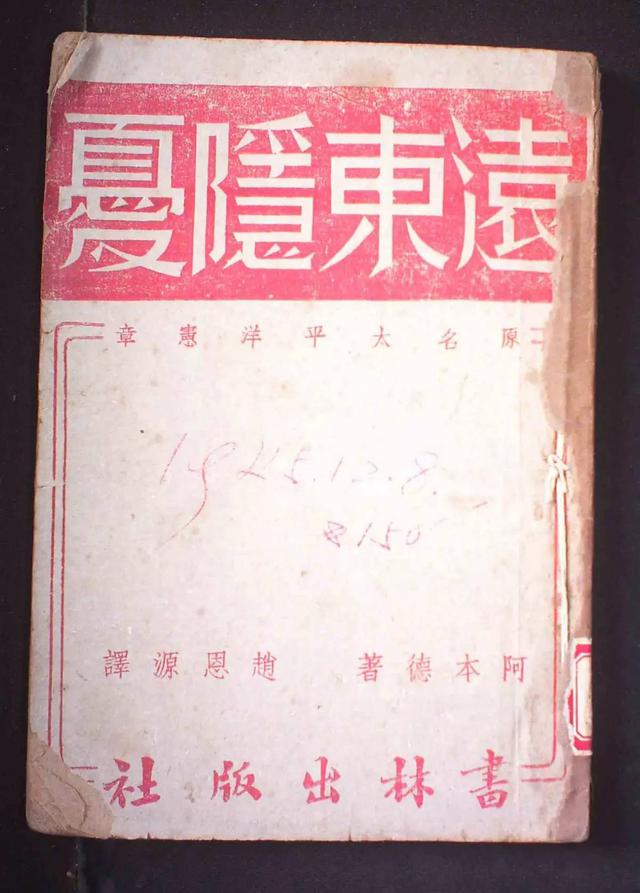 遠東隱憂
原名太平洋憲章
1945.12.8.
8150
阿本德著 趙恩源譯
書林出版社